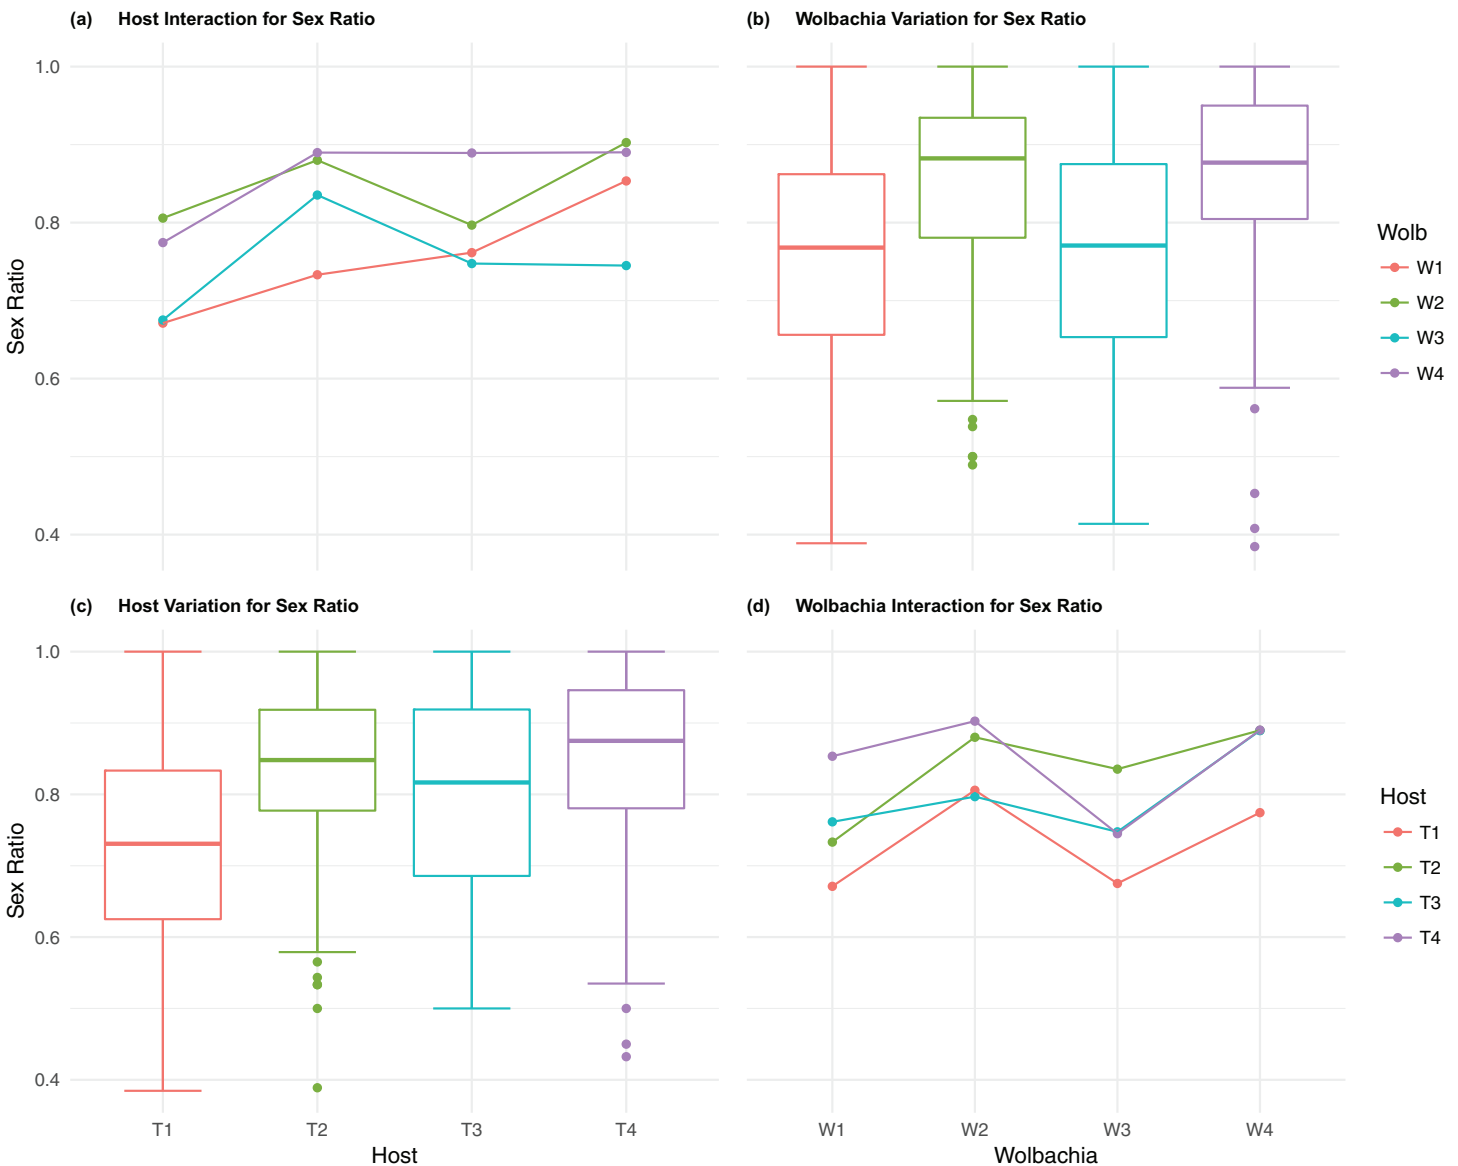 (a) Host Interaction for Sex Ratio
(b) Wolbachia Variation for Sex Ratio
1.0
0.8
0.6
0.4
Sex Ratio
Wolb
W1
W2
W3
W4
(c) Host Variation for Sex Ratio
(d) Wolbachia Interaction for Sex Ratio
1.0
0.8
0.6
0.4
Sex Ratio
T1 T2 T3 T4
Host
W1 W2 W3 W4
Wolbachia
Host
T1
T2
T3
T4